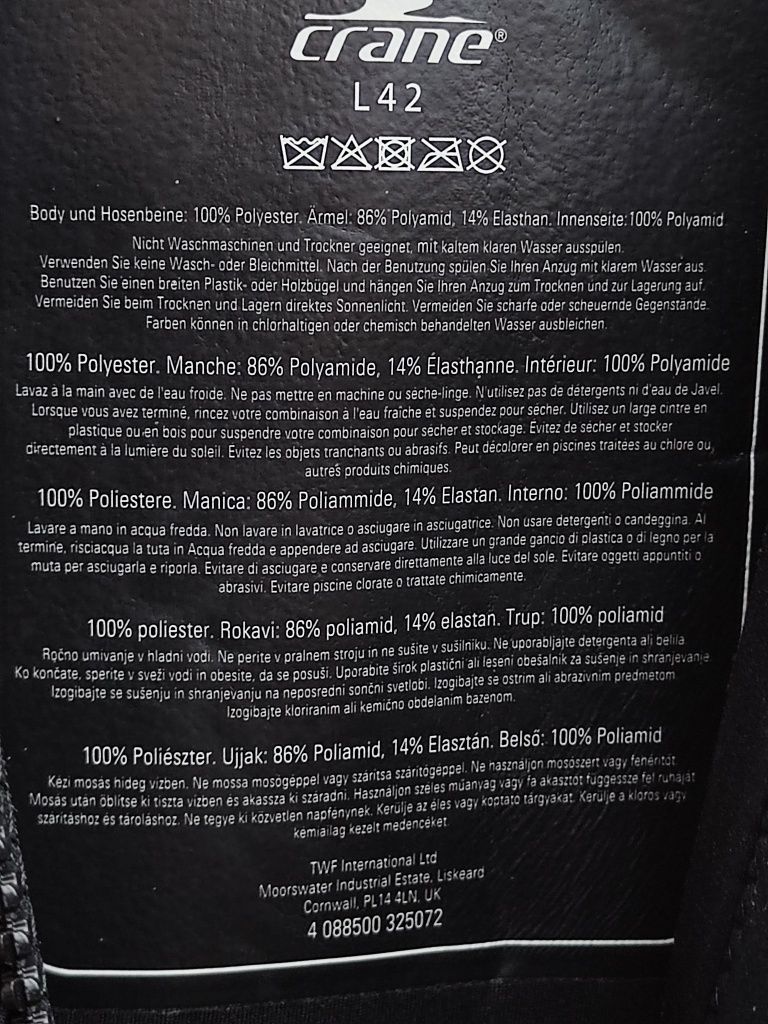 crane®
L42
Body und Hosenbeine: 100% Polyester. Ärmel: 86% Polyamid, 14% Elasthan. Innenseite:100% Polyamid
Nicht Waschmaschinen und Trockner geeignet, mit kaltem klaren Wasser ausspülen.
Verwenden Sie keine Wasch- oder Bleichmittel. Nach der Benutzung spülen Sie Ihren Anzug mit klarem Wasser aus.
Benutzen Sie einen breiten Plastik- oder Holzbügel und hängen Sie Ihren Anzug zum Trocknen und zur Lagerung auf.
Vermeiden Sie beim Trocknen und Lagern direktes Sonnenlicht. Vermeiden Sie scharfe oder scheuernde Gegenstände.
Farben können in chlorhaltigen oder chemisch behandelten Wasser ausbleichen.
100% Polyester. Manche: 86% Polyamide, 14% Élasthanne. Intérieur: 100% Polyamide
Lavaz à la main avec de l'eau froide. Ne pas mettre en machine ou sèche-linge. N'utilisez pas de détergents ni d'eau de Javel.
Lorsque vous avez terminé, rincez votre combinaison à l'eau fraîche et suspendez pour sécher. Utilisez un large cintre en
plastique ou en bois pour suspendre votre combinaison pour sécher et stockage. Evitez de sécher et stocker
directement à la lumière du soleil. Evitez les objets tranchants ou abrasifs. Peut décolorer en piscines traitées au chlore ou,
autres produits chimiques.
100% Poliestere. Manica: 86% Poliammide, 14% Elastan. Interno: 100% Poliammide
Lavare a mano in acqua fredda. Non lavare in lavatrice o asciugare in asciugatrice. Non usare detergenti o candeggina. Al
termine, risciacqua la tuta in Acqua fredda e appendere ad asciugare. Utilizzare un grande gancio di plastica o di legno per la
muta per asciugarla e riporla. Evitare di asciugare e conservare direttamente alla luce del sole. Evitare oggetti appuntiti o
abrasivi. Evitare piscine clorate o trattate chimicamente.
100% poliester. Rokavi: 86% poliamid, 14% elastan. Trup: 100% poliamid
Ročno umivanje v hladni vodi. Ne perite v pralnem stroju in ne sušite v sušilniku. Ne uporabljajte detergenta ali belila.
Ko končate, sperite v sveži vodi in obesite, da se posuši. Uporabite širok plastični ali leseni obešalnik za sušenje in shranjevanje.
Izogibajte se sušenju in shranjevanju na neposredni sončni svetlobi. Izogibajte se ostrim ali abrazivnim predmetom.
Izogibajte kloriranim ali kemično obdelanim bazenom.
100% Poliészter. Ujjak: 86% Poliamid, 14% Elasztán. Belső: 100% Poliamid
Kézi mosás hideg vízben. Ne mossa mosógéppel vagy szárítsa szárítógéppel. Ne használjon mosószert vagy fehérítőt.
Mosás után öblítse ki tiszta vízben és akassza ki száradni. Használjon széles műanyag vagy fa akasztót függessze fel ruháját
szárításhoz és tároláshoz. Ne tegye ki közvetlen napfénynek. Kerülje az éles vagy koptató tárgyakat. Kerülje a klóros vagy
kémiailag kezelt medencéket.
TWF International Ltd
Moorswater Industrial Estate, Liskeard
Cornwall, PL14 4LN. UK
4 088500 325072